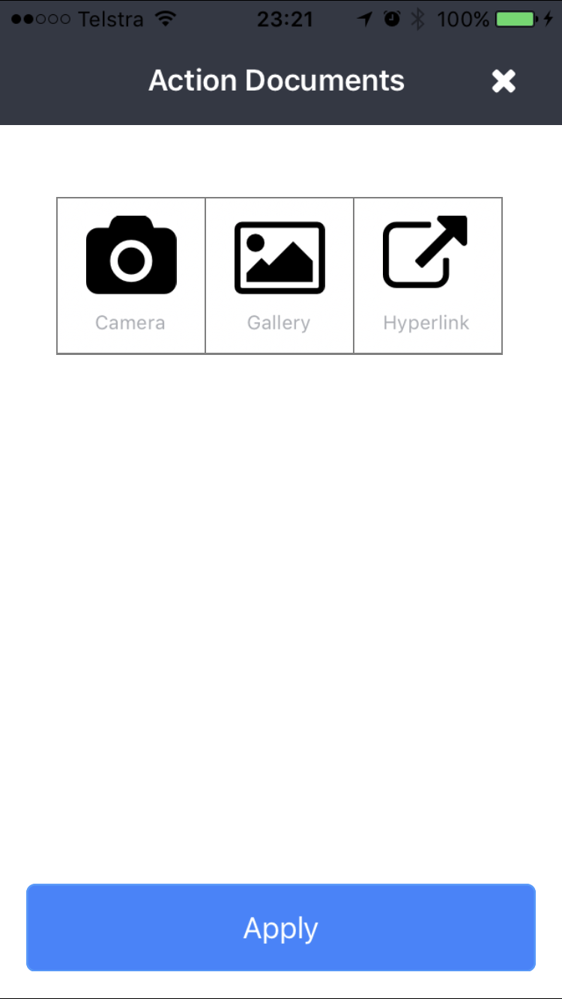 Telstra 23:21 100%
Action Documents
Camera Gallery Hyperlink
Apply